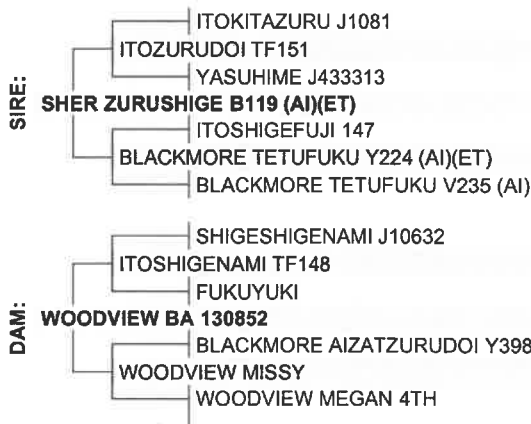 SIRE:
ITOKITAZURU J1081
ITOZURUDOI TF151
YASUHIME J433313
SHER ZURUSHIGE B119 (AI)(ET)
ITOSHIGEFUJI 147
BLACKMORE TETUFUKU Y224 (AI)(ET)
BLACKMORE TETUFUKU V235 (AI)
DAM:
SHIGESHIGENAMI J10632
ITOSHIGENAMI TF148
FUKUYUKI
WOODVIEW BA 130852
BLACKMORE AIZATZURUDOI Y398
WOODVIEW MISSY
WOODVIEW MEGAN 4TH